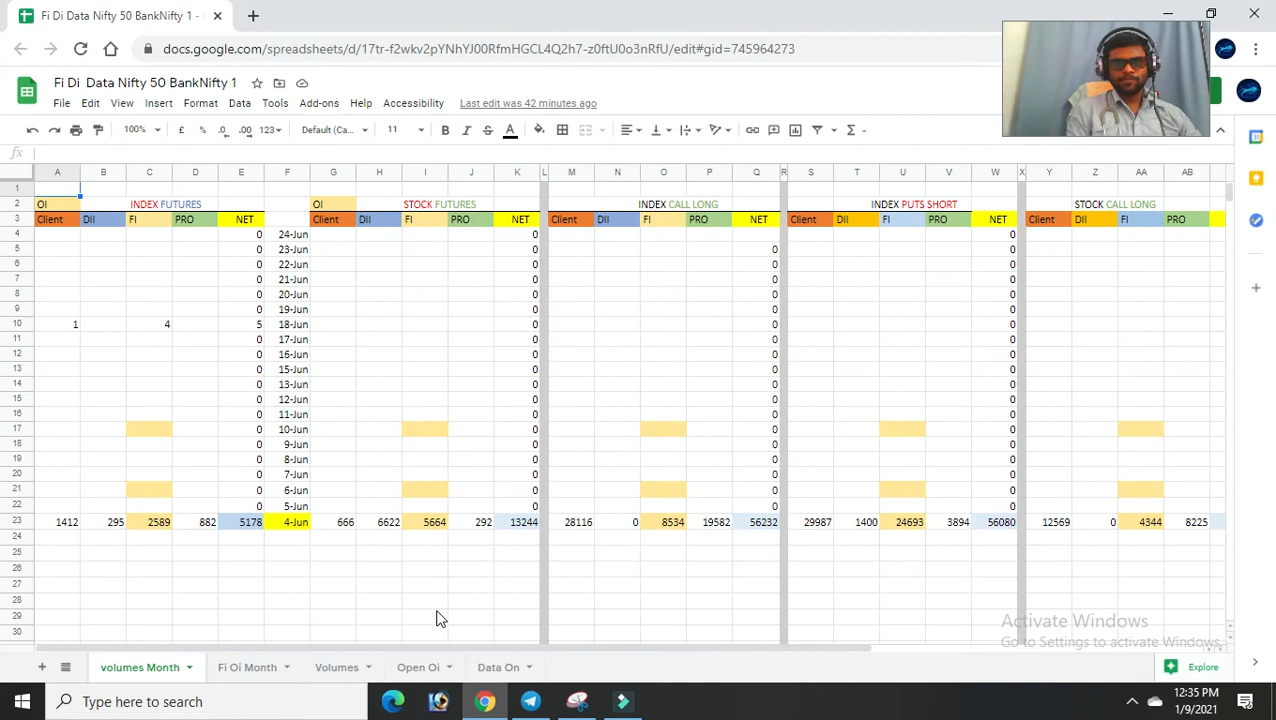 Fi Di Data Nifty 50 BankNifty 1 -
docs.google.com/spreadsheets/d/17tr-f2wkv2pYNhYJ00RfmHGCL4Q2h7-z0ftU0o3nRfU/edit#gid=745964273
Fi Di Data Nifty 50 BankNifty 1
File Edit View Insert Format Data Tools Add-ons Help Accessibility Last edit was 42 minutes ago
100% £ % .0 .00 123 Default (Ca... 11 B I S A
fx
A B C D E F G H I J K L M N O P Q R S T U V W X Y Z AA AB
1
2 OI INDEX FUTURES OI STOCK FUTURES INDEX CALL LONG INDEX PUTS SHORT STOCK CALL LONG
3 Client DII FI PRO NET Client DII FI PRO NET Client DII FI PRO NET Client DII FI PRO NET Client DII FI PRO
4 0 24-Jun 0 0
5 0 23-Jun 0 0 0
6 0 22-Jun 0 0 0
7 0 21-Jun 0 0 0
8 0 20-Jun 0 0 0
9 0 19-Jun 0 0 0
10 1 4 5 18-Jun 0 0 0
11 0 17-Jun 0 0 0
12 0 16-Jun 0 0 0
13 0 15-Jun 0 0 0
14 0 14-Jun 0 0 0
15 0 12-Jun 0 0 0
16 0 11-Jun 0 0 0
17 0 10-Jun 0 0 0
18 0 9-Jun 0 0 0
19 0 8-Jun 0 0 0
20 0 7-Jun 0 0 0
21 0 6-Jun 0 0 0
22 0 5-Jun 0 0 0
23 1412 295 2589 882 5178 4-Jun 666 6622 5664 292 13244 28116 0 8534 19582 56232 29987 1400 24693 3894 56080 12569 0 4344 8225
24
25
26
27
28
29
30
Activate Windows
Go to Settings to activate Windows.
volumes Month Fi Oi Month Volumes Open Oi Data On Explore
Type here to search
12:35 PM
1/9/2021